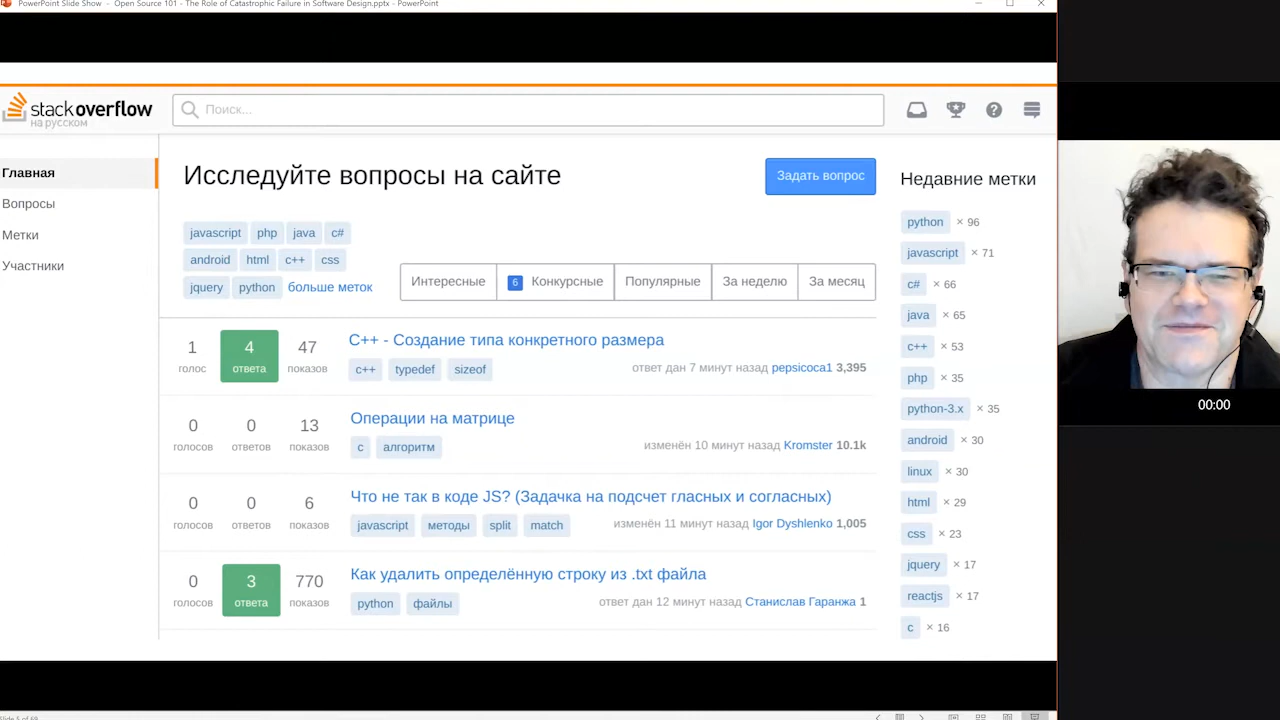 PowerPoint Slide Show - Open Source 101 - The Role of Catastrophic Failure in Software Design.pptx - PowerPoint
stackoverflow
на русском
Поиск...
Главная
Вопросы
Метки
Участники
Исследуйте вопросы на сайте
Задать вопрос
javascript php java c#
android html c++ css
jquery python больше меток
Интересные 6 Конкурсные Популярные За неделю За месяц
1 4 47
голос ответа показов
C++ - Создание типа конкретного размера
c++ typedef sizeof
ответ дан 7 минут назад pepsicoca1 3,395
0 0 13
голосов ответов показов
Операции на матрице
c алгоритм
изменён 10 минут назад Kromster 10.1k
0 0 6
голосов ответов показов
Что не так в коде JS? (Задачка на подсчет гласных и согласных)
javascript методы split match
изменён 11 минут назад Igor Dyshlenko 1,005
0 3 770
голосов ответа показов
Как удалить определённую строку из .txt файла
python файлы
ответ дан 12 минут назад Станислав Гаранжа 1
Недавние метки
python × 96
javascript × 71
c# × 66
java × 65
c++ × 53
php × 35
python-3.x × 35
android × 30
linux × 30
html × 29
css × 23
jquery × 17
reactjs × 17
c × 16
00:00
Slide 5 of 69